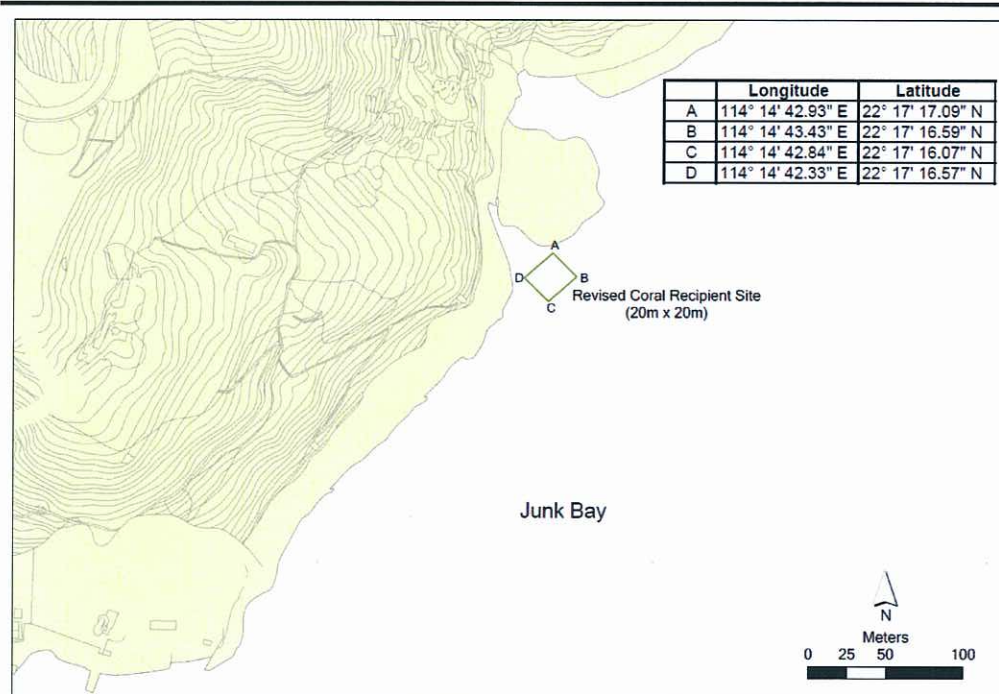 Longitude Latitude
A 114° 14' 42.93" E 22° 17' 17.09" N
B 114° 14' 43.43" E 22° 17' 16.59" N
C 114° 14' 42.84" E 22° 17' 16.07" N
D 114° 14' 42.33" E 22° 17' 16.57" N
A
D
B
C
Revised Coral Recipient Site
(20m x 20m)
Junk Bay
N
Meters
0 25 50 100